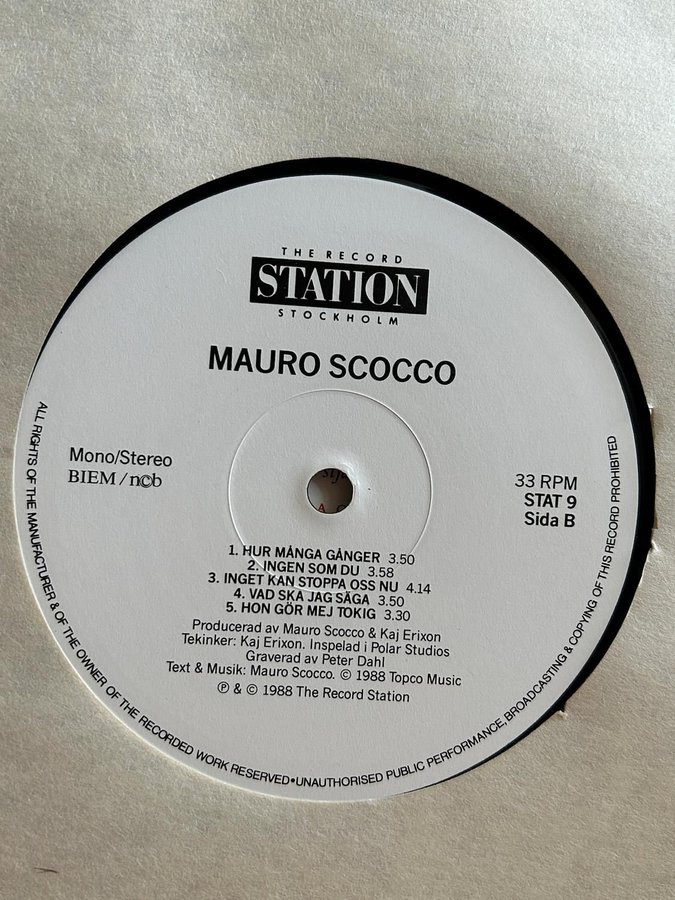 THE RECORD
STATION
STOCKHOLM
MAURO SCOCCO
Mono/Stereo
BIEM/n©b
33 RPM
STAT 9
Sida B
1. HUR MÅNGA GÅNGER 3.50
2. INGEN SOM DU 3.58
3. INGET KAN STOPPA OSS NU 4.14
4. VAD SKA JAG SÄGA 3.50
5. HON GÖR MEJ TOKIG 3.30
Producerad av Mauro Scocco & Kaj Erixon
Tekinker: Kaj Erixon. Inspelad i Polar Studios
Graverad av Peter Dahl
Text & Musik: Mauro Scocco. © 1988 Topco Music
℗ & © 1988 The Record Station
ALL RIGHTS OF THE MANUFACTURER & OF THE OWNER OF THE RECORDED WORK RESERVED•UNAUTHORISED PUBLIC PERFORMANCE, BROADCASTING & COPYING OF THIS RECORD PROHIBITED